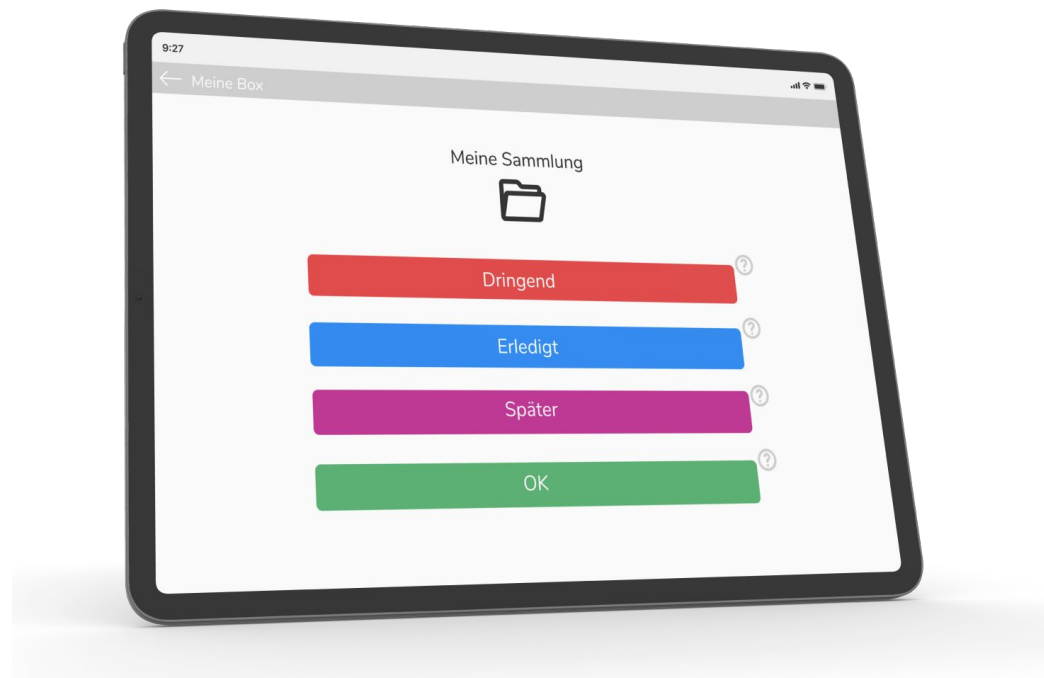 9:27
← Meine Box
Meine Sammlung
Dringend
?
Erledigt
?
Später
?
OK
?